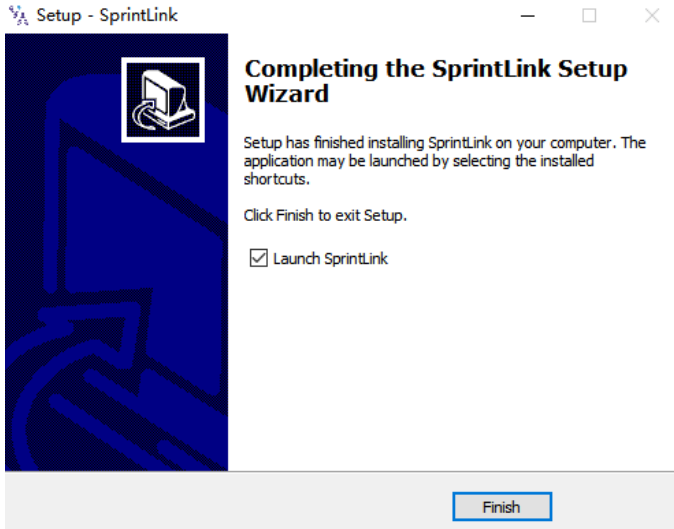 Setup - SprintLink
Completing the SprintLink Setup
Wizard
Setup has finished installing SprintLink on your computer. The
application may be launched by selecting the installed
shortcuts.
Click Finish to exit Setup.
Launch SprintLink
Finish